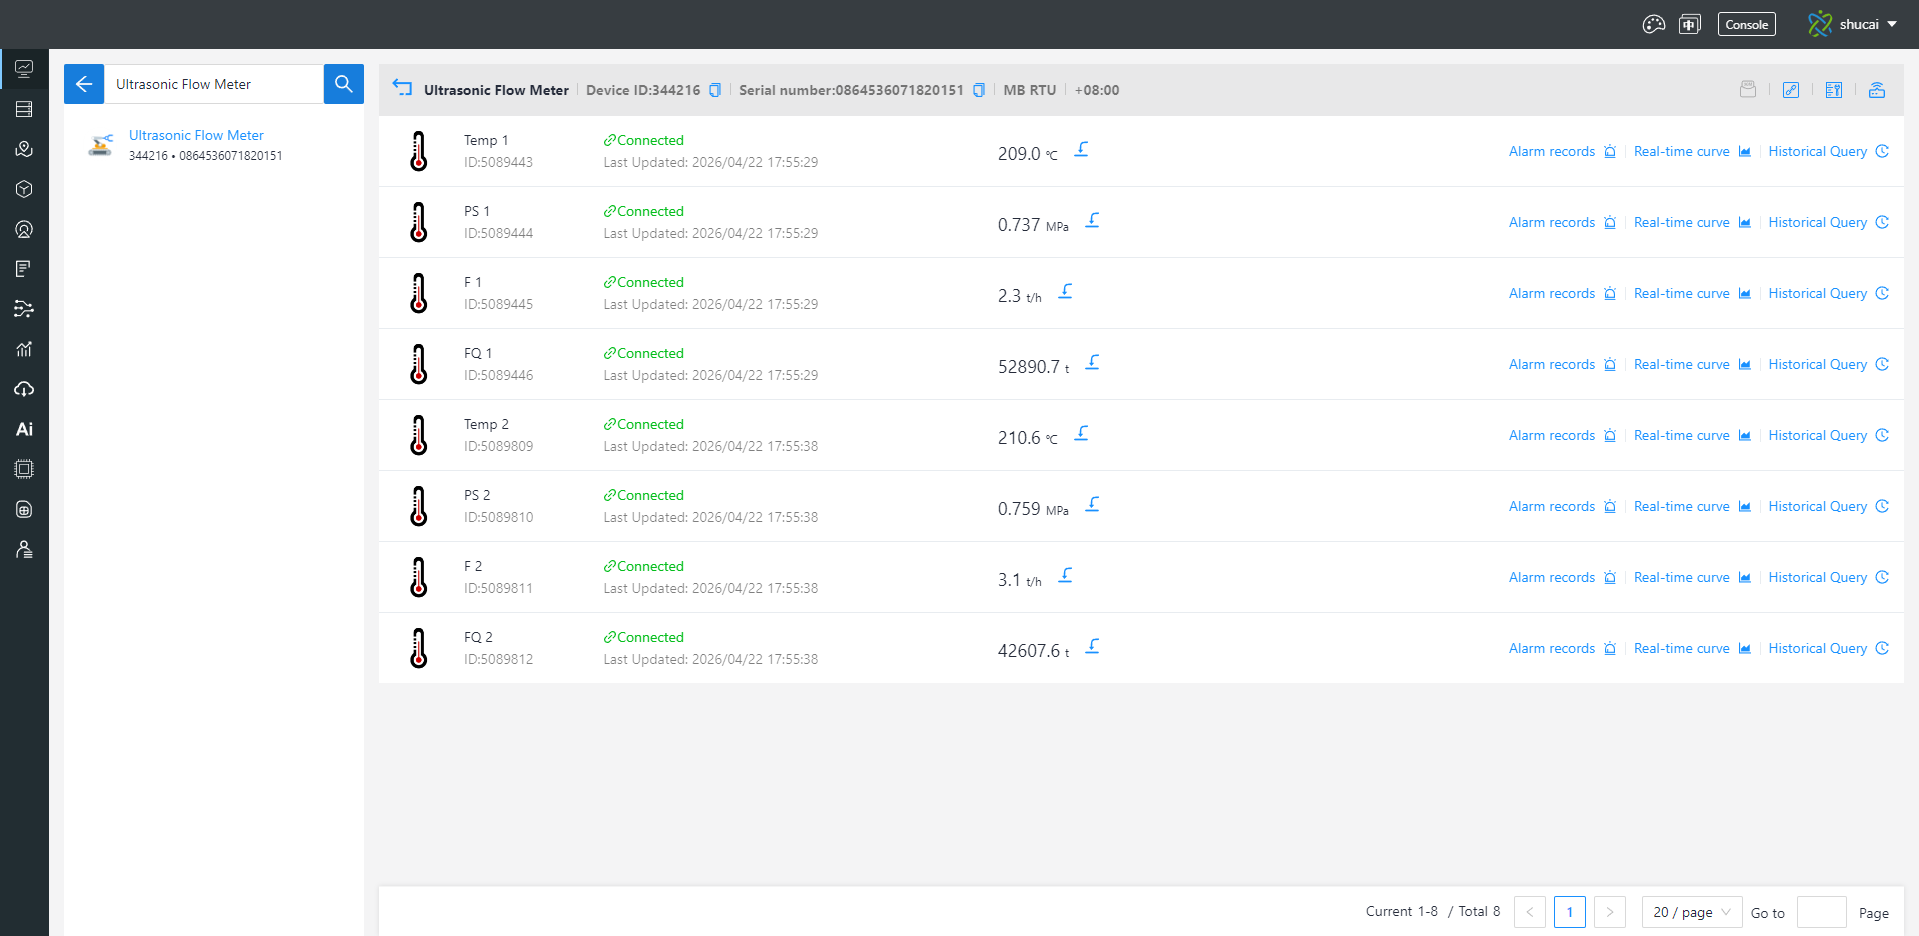 Console
shucai
Ultrasonic Flow Meter
Ultrasonic Flow Meter
344216 • 0864536071820151
Ai
Ultrasonic Flow Meter Device ID:344216 Serial number:0864536071820151 MB RTU +08:00
Temp 1
ID:5089443
Connected
Last Updated: 2026/04/22 17:55:29
209.0 ℃
Alarm records Real-time curve Historical Query
PS 1
ID:5089444
Connected
Last Updated: 2026/04/22 17:55:29
0.737 MPa
Alarm records Real-time curve Historical Query
F 1
ID:5089445
Connected
Last Updated: 2026/04/22 17:55:29
2.3 t/h
Alarm records Real-time curve Historical Query
FQ 1
ID:5089446
Connected
Last Updated: 2026/04/22 17:55:29
52890.7 t
Alarm records Real-time curve Historical Query
Temp 2
ID:5089809
Connected
Last Updated: 2026/04/22 17:55:38
210.6 ℃
Alarm records Real-time curve Historical Query
PS 2
ID:5089810
Connected
Last Updated: 2026/04/22 17:55:38
0.759 MPa
Alarm records Real-time curve Historical Query
F 2
ID:5089811
Connected
Last Updated: 2026/04/22 17:55:38
3.1 t/h
Alarm records Real-time curve Historical Query
FQ 2
ID:5089812
Connected
Last Updated: 2026/04/22 17:55:38
42607.6 t
Alarm records Real-time curve Historical Query
Current 1-8 / Total 8 < 1 > 20 / page Go to Page